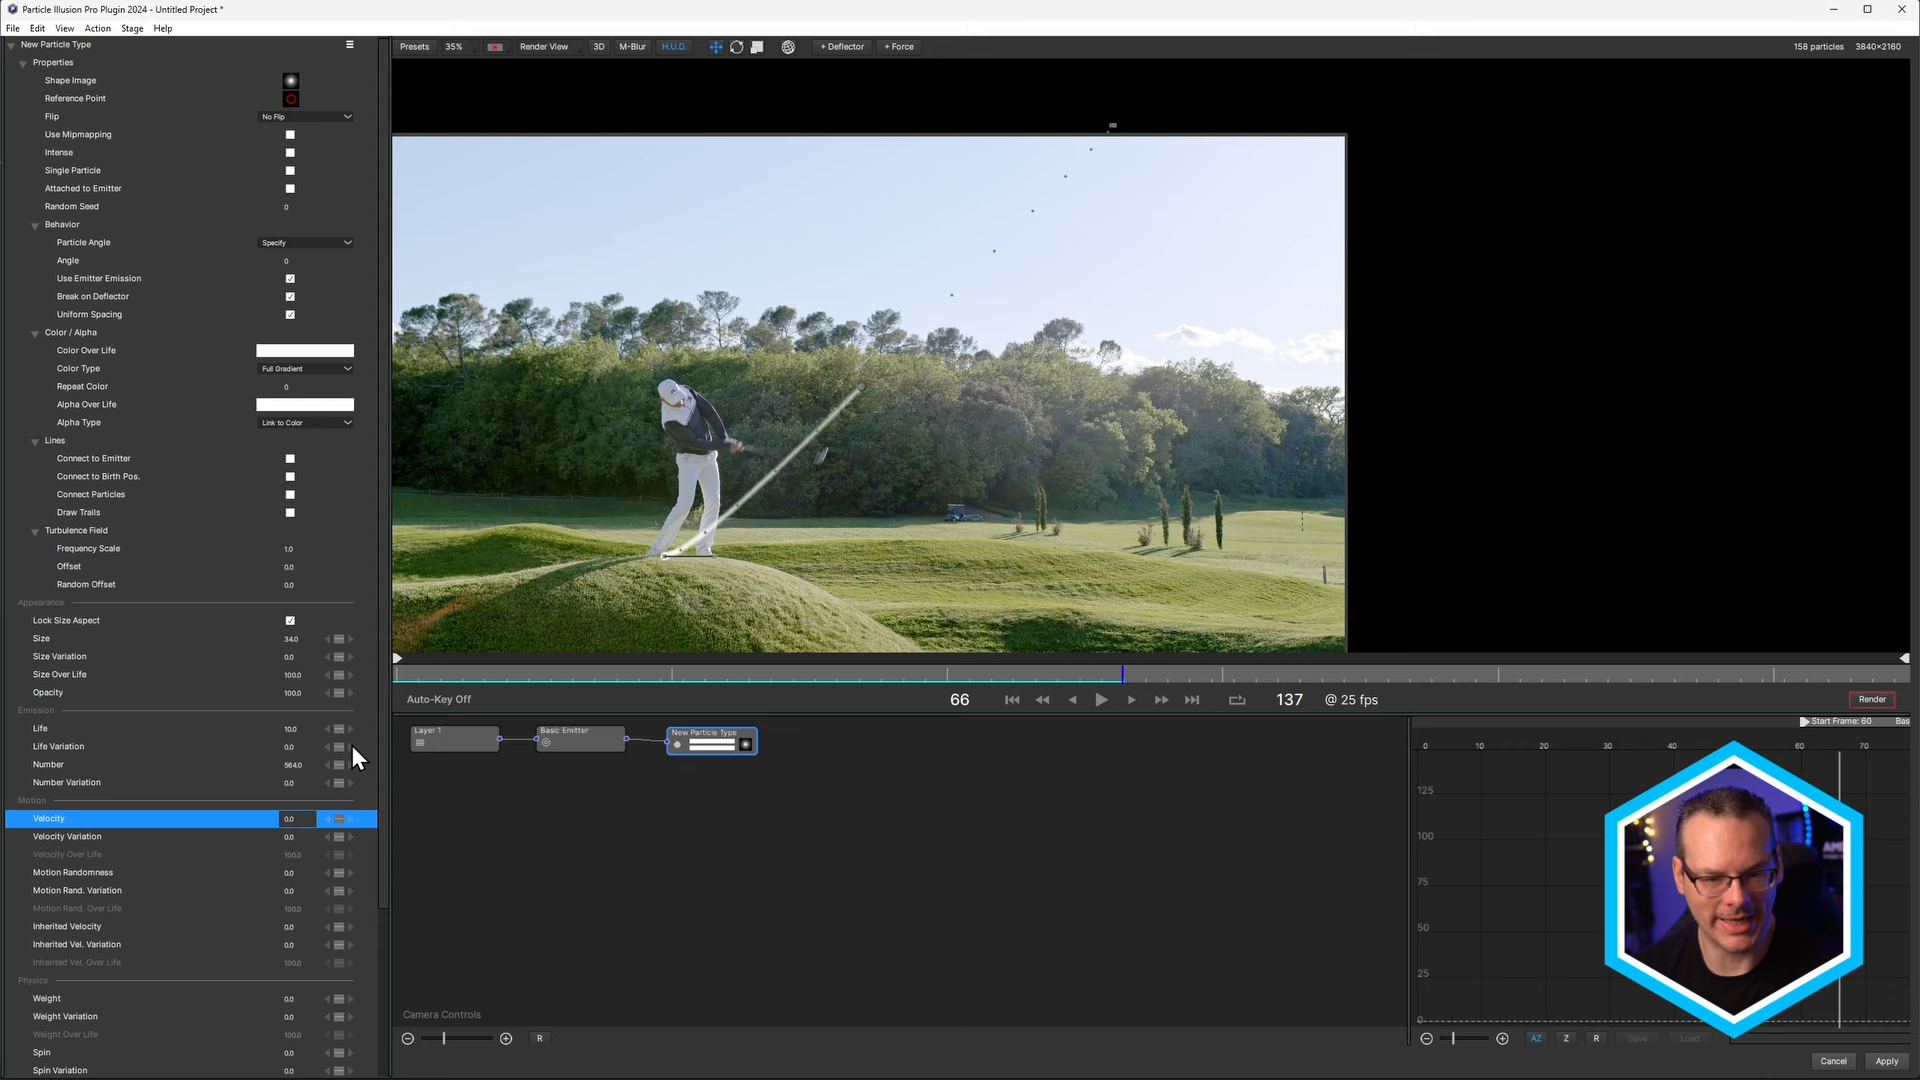 Particle Illusion Pro Plugin 2024 - Untitled Project *
File Edit View Action Stage Help
New Particle Type
Properties
Shape Image
Reference Point
Flip No Flip
Use Mipmapping
Intense
Single Particle
Attached to Emitter
Random Seed 0
Behavior
Particle Angle Specify
Angle 0
Use Emitter Emission
Break on Deflector
Uniform Spacing
Color / Alpha
Color Over Life
Color Type Full Gradient
Repeat Color 0
Alpha Over Life
Alpha Type Link to Color
Lines
Connect to Emitter
Connect to Birth Pos.
Connect Particles
Draw Trails
Turbulence Field
Frequency Scale 1.0
Offset 0.0
Random Offset 0.0
Appearance
Lock Size Aspect
Size 34.0
Size Variation 0.0
Size Over Life 100.0
Opacity 100.0
Emission
Life 10.0
Life Variation 0.0
Number 564.0
Number Variation 0.0
Motion
Velocity 0.0
Velocity Variation 0.0
Velocity Over Life 100.0
Motion Randomness 0.0
Motion Rand. Variation 0.0
Motion Rand. Over Life 100.0
Inherited Velocity 0.0
Inherited Vel. Variation 0.0
Inherited Vel. Over Life 100.0
Physics
Weight 0.0
Weight Variation 0.0
Weight Over Life 100.0
Spin 0.0
Spin Variation 0.0
Presets 35% Render View 3D M-Blur H.U.D. + Deflector + Force 158 particles 3840×2160
Auto-Key Off 66 137 @ 25 fps Render
Layer 1 Basic Emitter New Particle Type
Camera Controls
R
Start Frame: 60 Bas
0 10 20 30 40 50 60 70
125
100
75
50
25
0
AZ Z R Save Load
Cancel Apply